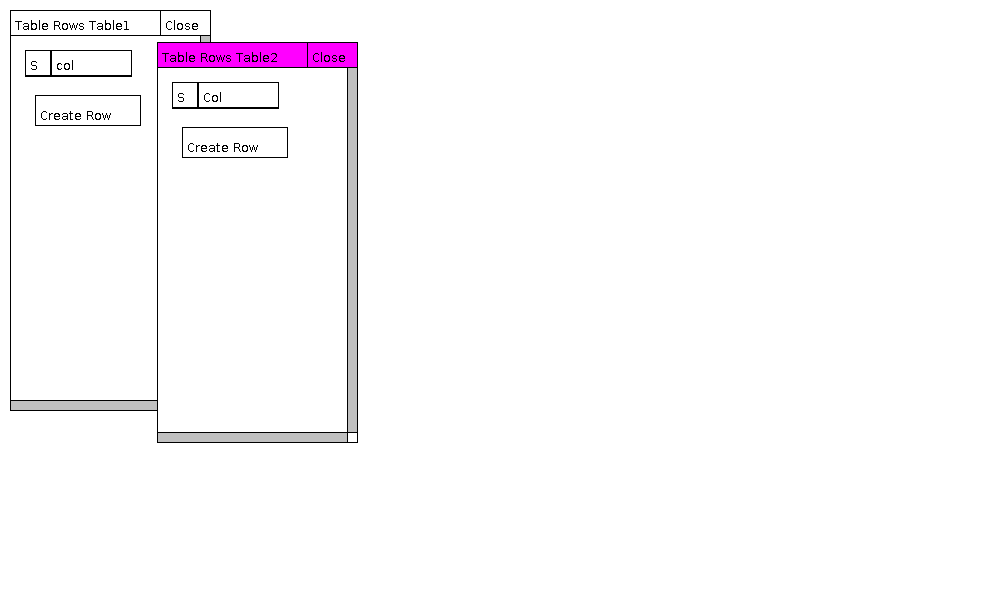 Table Rows Table1 Close
S col
Create Row
Table Rows Table2 Close
S Col
Create Row